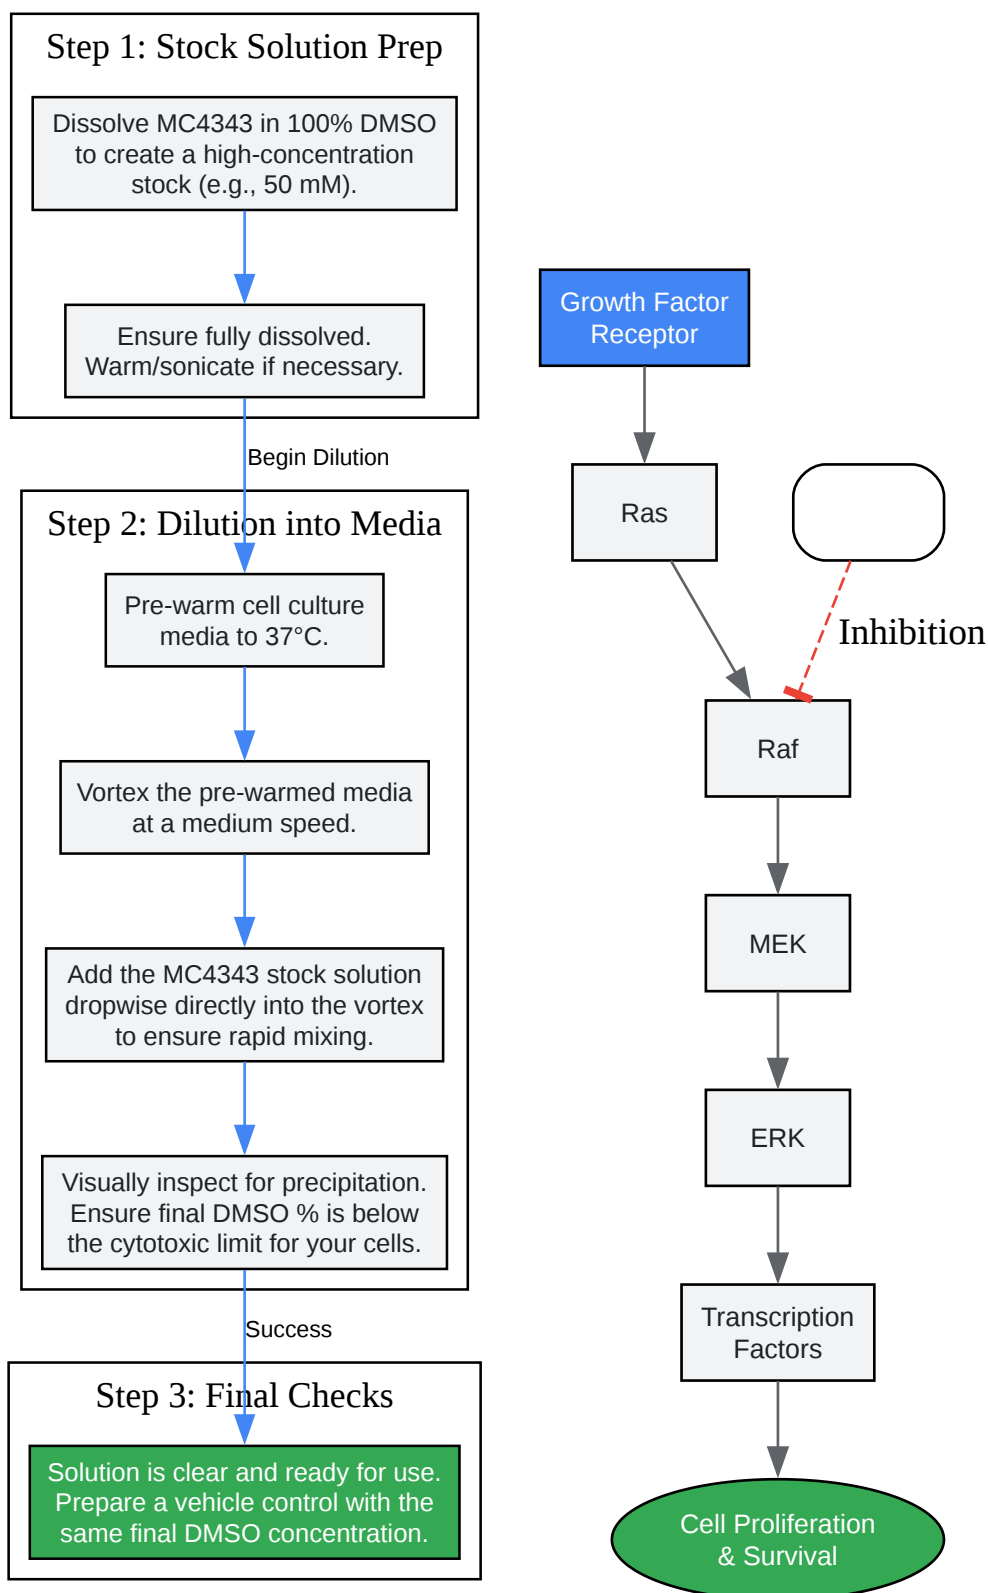 Step 1: Stock Solution Prep
Dissolve MC4343 in 100% DMSO
to create a high-concentration
stock (e.g., 50 mM).
Ensure fully dissolved.
Warm/sonicate if necessary.
Begin Dilution
Step 2: Dilution into Media
Pre-warm cell culture
media to 37°C.
Vortex the pre-warmed media
at a medium speed.
Add the MC4343 stock solution
dropwise directly into the vortex
to ensure rapid mixing.
Visually inspect for precipitation.
Ensure final DMSO % is below
the cytotoxic limit for your cells.
Success
Step 3: Final Checks
Solution is clear and ready for use.
Prepare a vehicle control with the
same final DMSO concentration.
Growth Factor
Receptor
Ras
Inhibition
Raf
MEK
ERK
Transcription
Factors
Cell Proliferation
& Survival